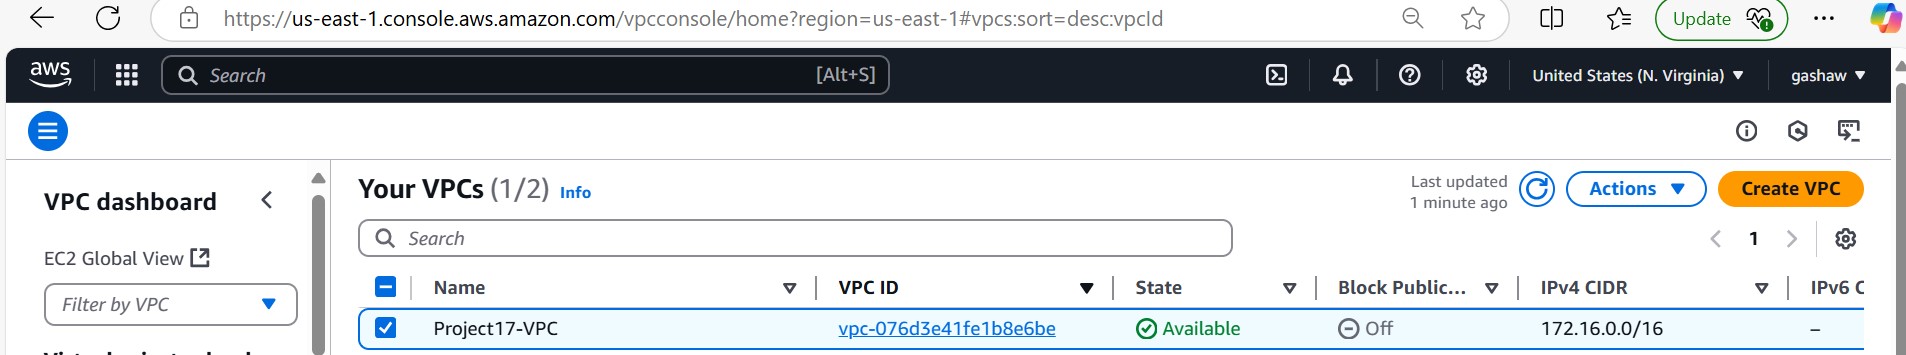 https://us-east-1.console.aws.amazon.com/vpcconsole/home?region=us-east-1#vpcs:sort=desc:vpcId
Update
aws
Search
[Alt+S]
United States (N. Virginia)
gashaw
VPC dashboard
EC2 Global View
Filter by VPC
Your VPCs (1/2) Info
Last updated
1 minute ago
Actions
Create VPC
Search
1
Name VPC ID State Block Public... IPv4 CIDR IPv6 C
Project17-VPC vpc-076d3e41fe1b8e6be Available Off 172.16.0.0/16 –